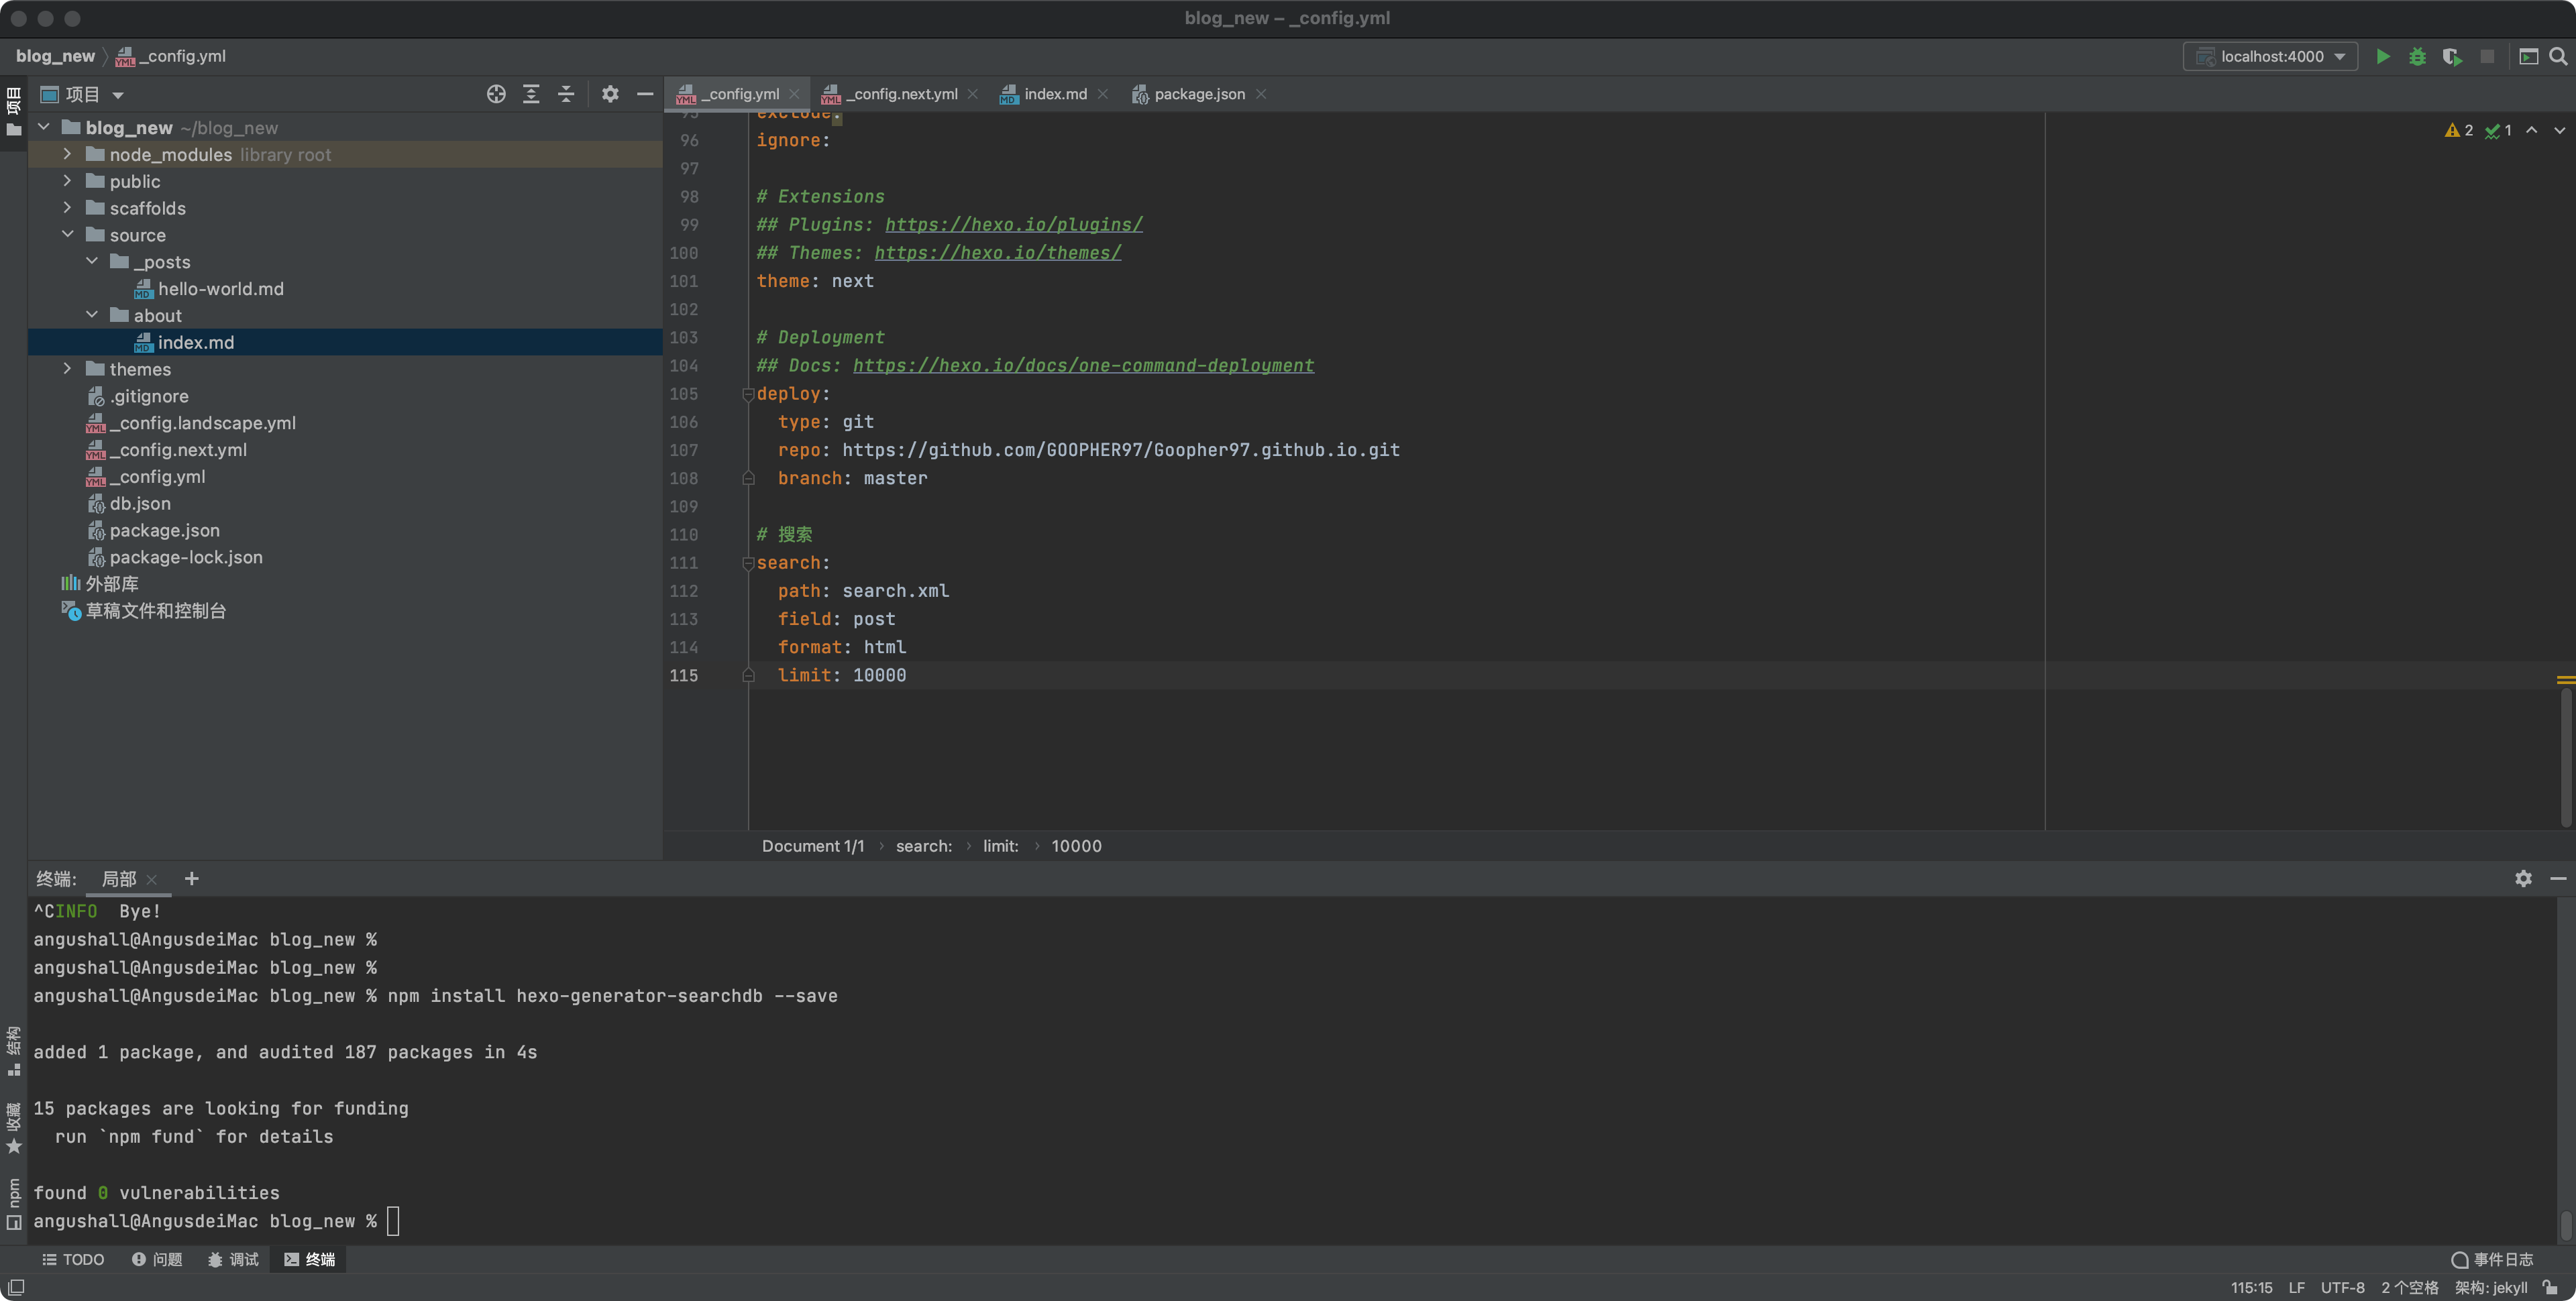 blog_new – _config.yml
blog_new _config.yml
localhost:4000
项目
项目
_config.yml
_config.next.yml
index.md
package.json
blog_new ~/blog_new
node_modules library root
public
scaffolds
source
_posts
hello-world.md
about
index.md
themes
.gitignore
_config.landscape.yml
_config.next.yml
_config.yml
db.json
package.json
package-lock.json
外部库
草稿文件和控制台
2 1
95 exclude:
96 ignore:
97
98 # Extensions
99 ## Plugins: https://hexo.io/plugins/
100 ## Themes: https://hexo.io/themes/
101 theme: next
102
103 # Deployment
104 ## Docs: https://hexo.io/docs/one-command-deployment
105 deploy:
106 type: git
107 repo: https://github.com/GOOPHER97/Goopher97.github.io.git
108 branch: master
109
110 # 搜索
111 search:
112 path: search.xml
113 field: post
114 format: html
115 limit: 10000
Document 1/1 › search: › limit: › 10000
终端: 局部
^CINFO Bye!
angushall@AngusdeiMac blog_new %
angushall@AngusdeiMac blog_new %
angushall@AngusdeiMac blog_new % npm install hexo-generator-searchdb --save
added 1 package, and audited 187 packages in 4s
15 packages are looking for funding
run `npm fund` for details
found 0 vulnerabilities
angushall@AngusdeiMac blog_new %
结构
收藏
npm
TODO 问题 调试 终端
事件日志
115:15 LF UTF-8 2 个空格 架构: jekyll